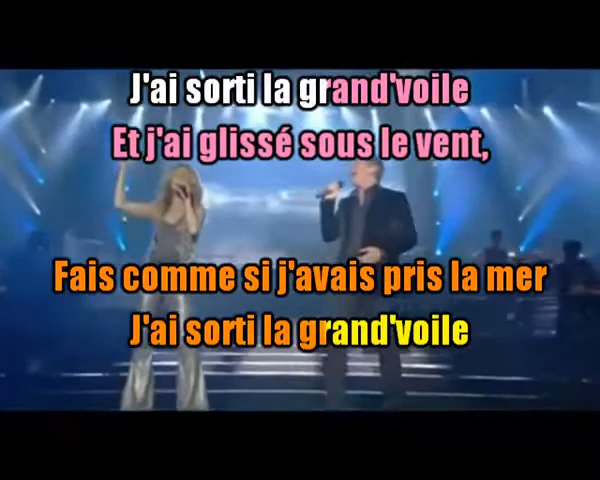 J'ai sorti la grand'voile
Et j'ai glissé sous le vent,
Fais comme si j'avais pris la mer
J'ai sorti la grand'voile